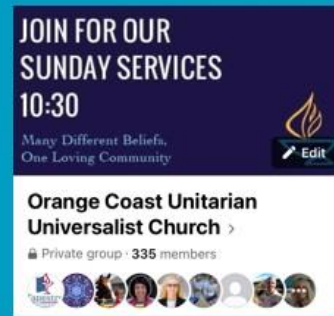 JOIN FOR OUR
SUNDAY SERVICES
10:30
Many Different Beliefs,
One Loving Community
Edit
Orange Coast Unitarian
Universalist Church >
Private group · 335 members
Tapestry